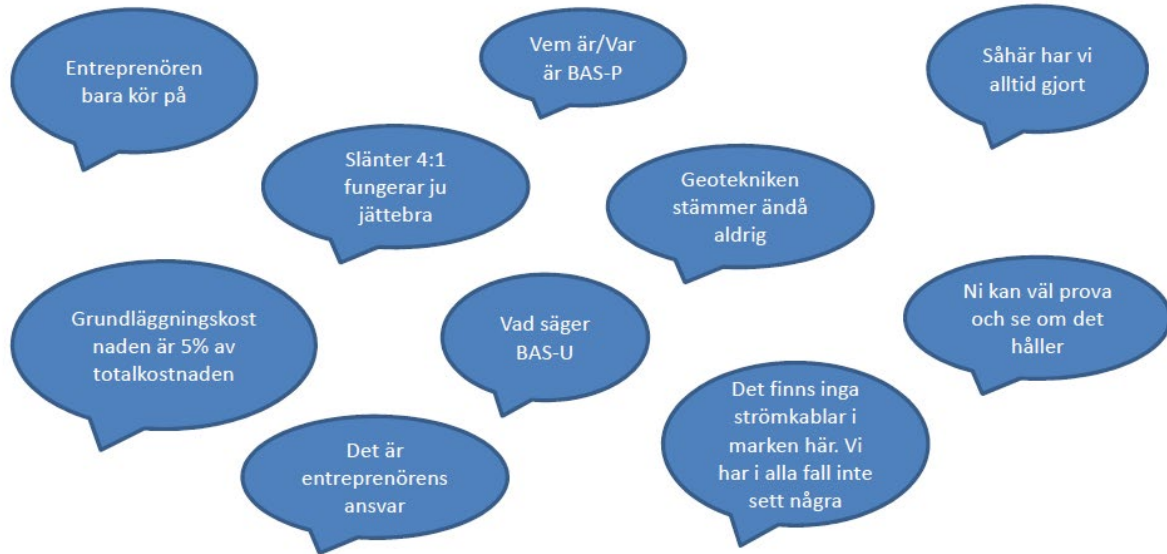 Entreprenören
bara kör på
Vem är/Var
är BAS-P
Såhär har vi
alltid gjort
Slänter 4:1
fungerar ju
jättebra
Geotekniken
stämmer ändå
aldrig
Grundläggningskost
naden är 5% av
totalkostnaden
Vad säger
BAS-U
Ni kan väl prova
och se om det
håller
Det är
entreprenörens
ansvar
Det finns inga
strömkablar i
marken här. Vi
har i alla fall inte
sett några